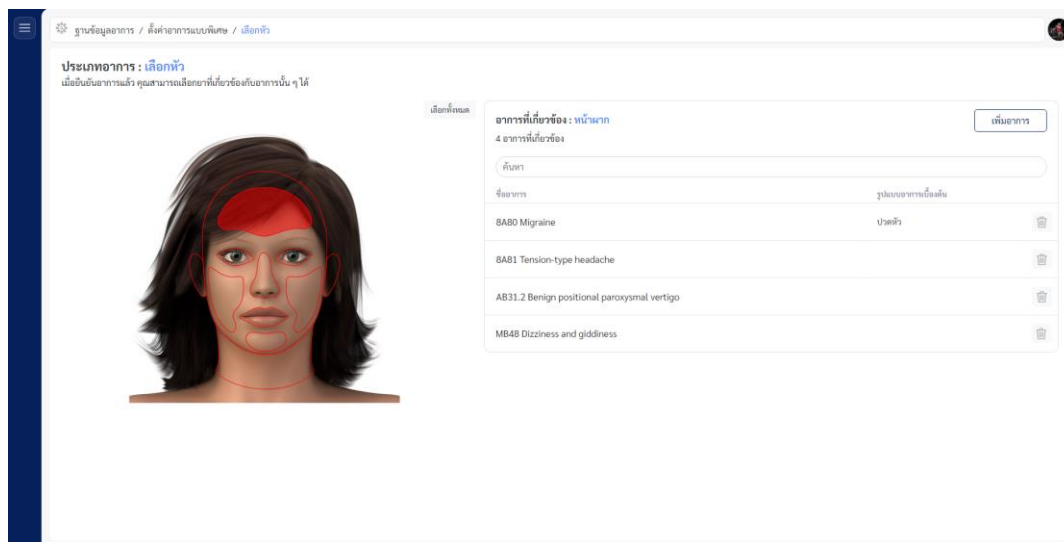 ฐานข้อมูลอาการ / ตั้งค่าอาการแบบพิเศษ / เลือกหัว
ประเภทอาการ : เลือกหัว
เมื่อยืนยันอาการแล้ว คุณสามารถเลือกยาที่เกี่ยวข้องกับอาการนั้น ๆ ได้
เลือกทั้งหมด
อาการที่เกี่ยวข้อง : หน้าผาก
เพิ่มอาการ
4 อาการที่เกี่ยวข้อง
ค้นหา
ชื่ออาการ รูปแบบอาการเบื้องต้น
8A80 Migraine ปวดหัว
8A81 Tension-type headache
AB31.2 Benign positional paroxysmal vertigo
MB48 Dizziness and giddiness